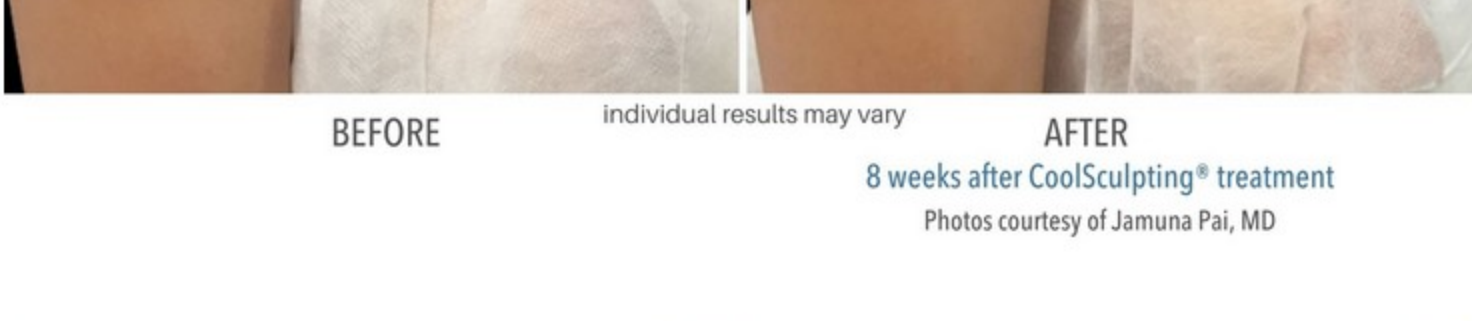 individual results may vary
BEFORE
AFTER
8 weeks after CoolSculpting® treatment
Photos courtesy of Jamuna Pai, MD